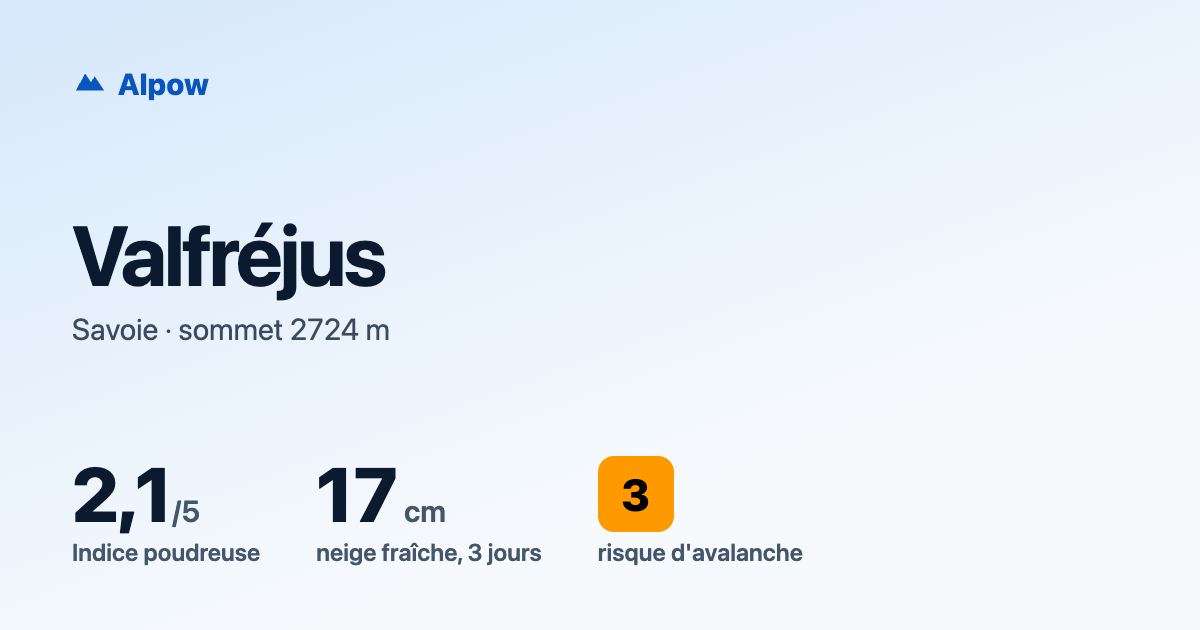 Alpow
Valfréjus
Savoie · sommet 2724 m
2,1/5
Indice poudreuse
17 cm
neige fraîche, 3 jours
3
risque d'avalanche